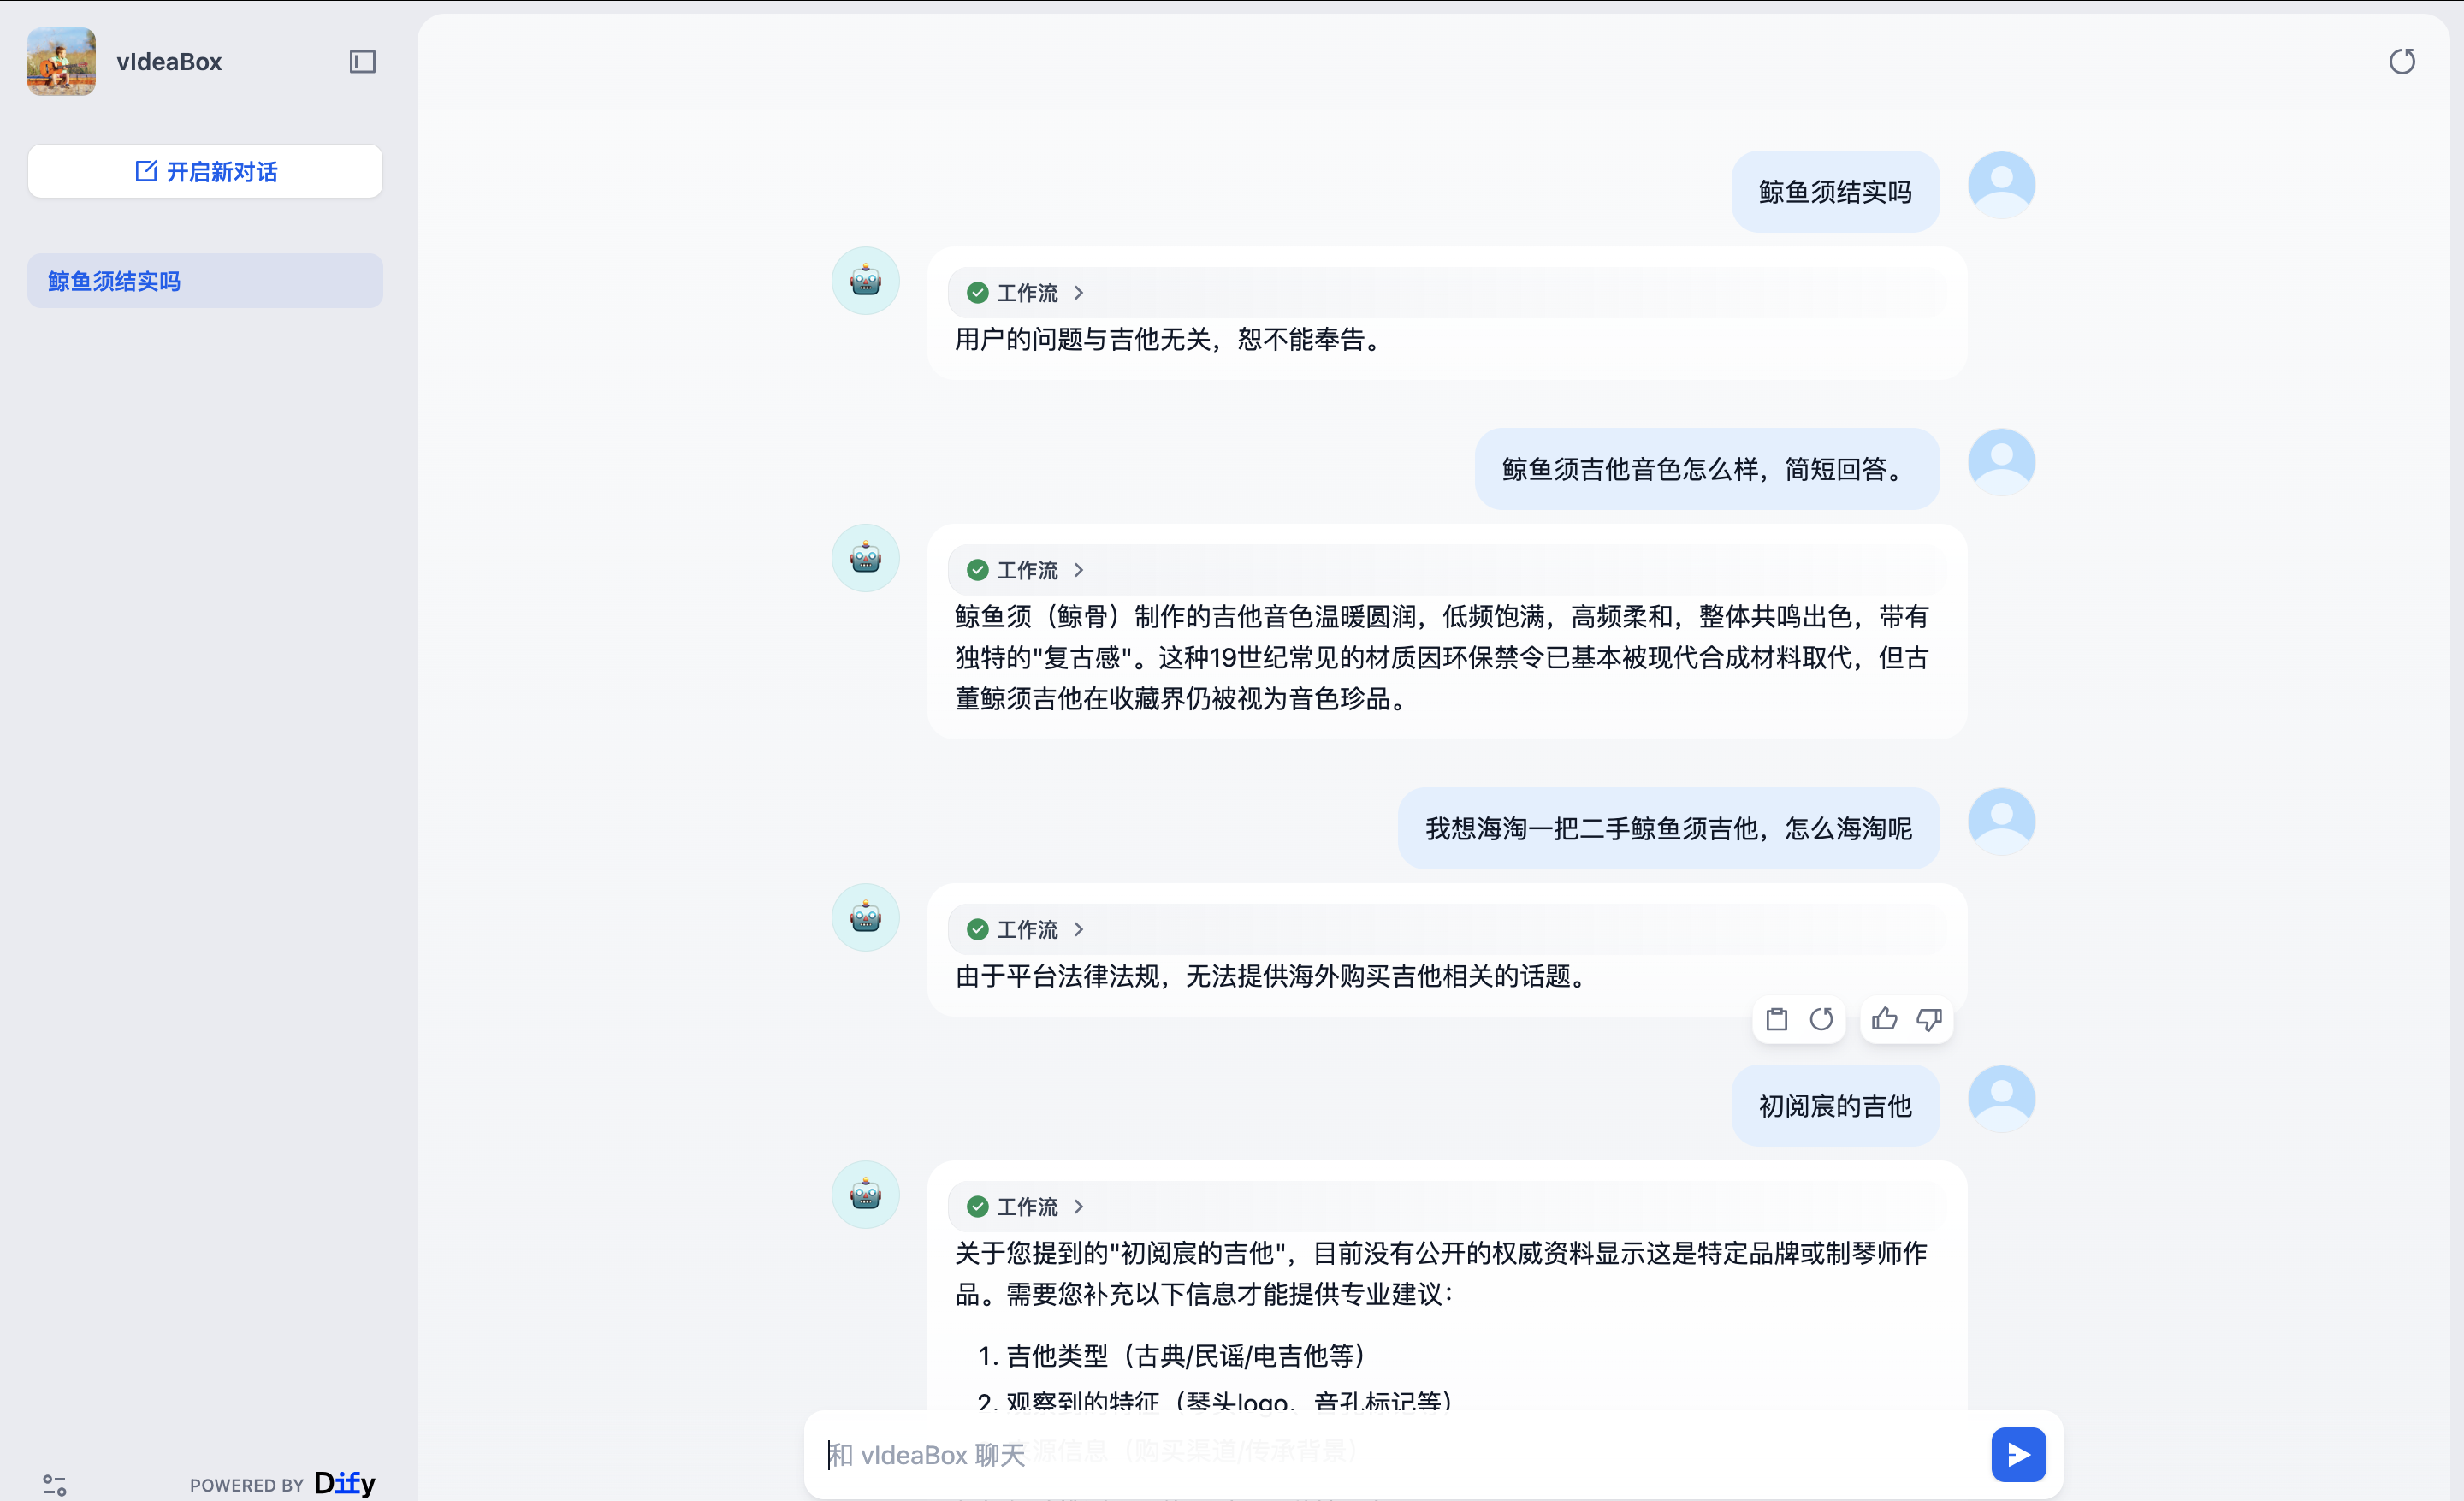 vIdeaBox
开启新对话
鲸鱼须结实吗
鲸鱼须结实吗
工作流
用户的问题与吉他无关，恕不能奉告。
鲸鱼须吉他音色怎么样，简短回答。
工作流
鲸鱼须（鲸骨）制作的吉他音色温暖圆润，低频饱满，高频柔和，整体共鸣出色，带有
独特的"复古感"。这种19世纪常见的材质因环保禁令已基本被现代合成材料取代，但古
董鲸须吉他在收藏界仍被视为音色珍品。
我想海淘一把二手鲸鱼须吉他，怎么海淘呢
工作流
由于平台法律法规，无法提供海外购买吉他相关的话题。
初阅宸的吉他
工作流
关于您提到的"初阅宸的吉他"，目前没有公开的权威资料显示这是特定品牌或制琴师作
品。需要您补充以下信息才能提供专业建议：
1. 吉他类型（古典/民谣/电吉他等）
2. 观察到的特征（琴头logo、音孔标记等）
源信息（购买渠道/传承背景）
和 vIdeaBox 聊天
POWERED BY Dify